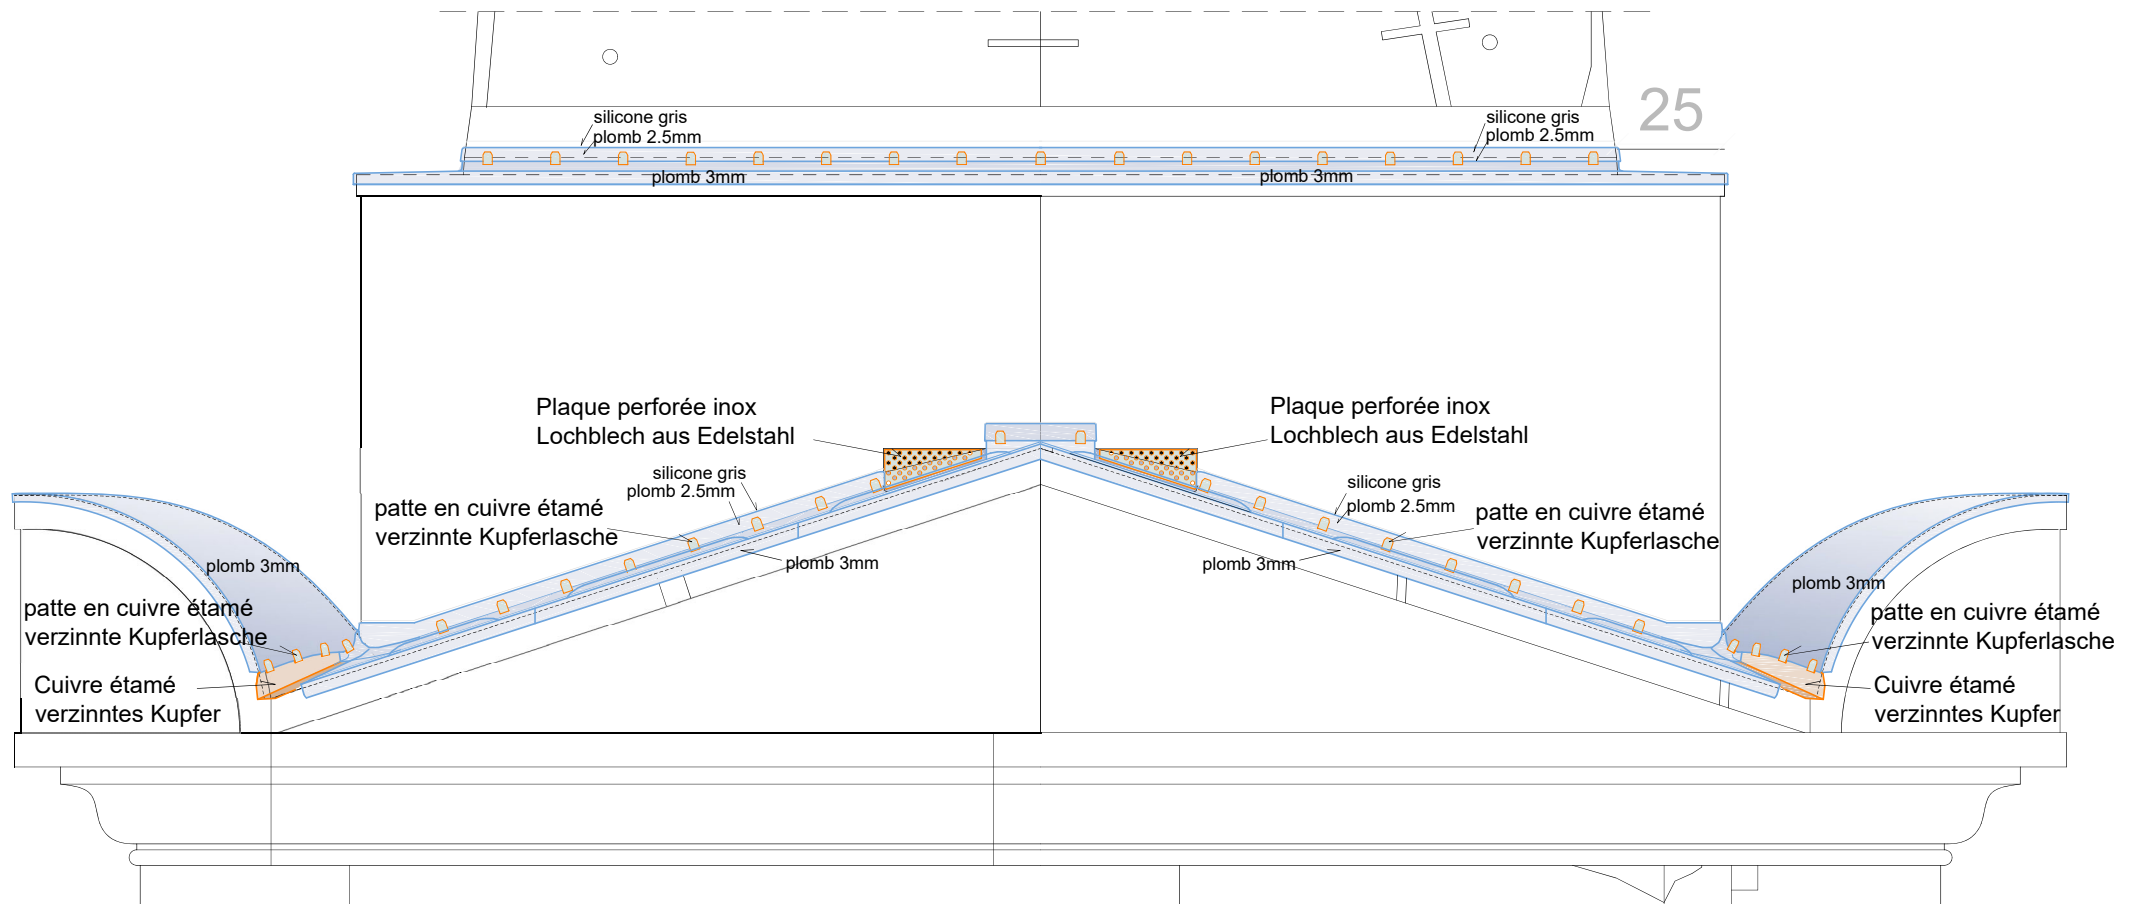 25
silicone gris
plomb 2.5mm
silicone gris
plomb 2.5mm
plomb 3mm
plomb 3mm
Plaque perforée inox
Lochblech aus Edelstahl
Plaque perforée inox
Lochblech aus Edelstahl
silicone gris
plomb 2.5mm
silicone gris
plomb 2.5mm
patte en cuivre étamé
verzinnte Kupferlasche
patte en cuivre étamé
verzinnte Kupferlasche
plomb 3mm
plomb 3mm
plomb 3mm
plomb 3mm
patte en cuivre étamé
verzinnte Kupferlasche
patte en cuivre étamé
verzinnte Kupferlasche
Cuivre étamé
verzinntes Kupfer
Cuivre étamé
verzinntes Kupfer